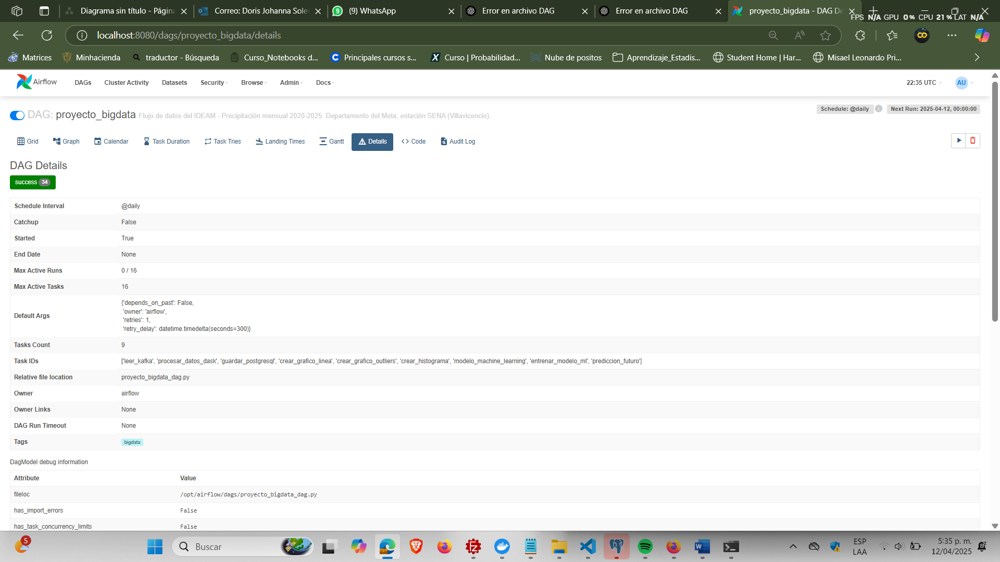 Diagrama sin título - Página
Correo: Doris Johanna Soler
(9) WhatsApp
Error en archivo DAG
Error en archivo DAG
proyecto_bigdata - DAG De
FPS N/A GPU 0% CPU 21% LAT N/A
localhost:8080/dags/proyecto_bigdata/details
Matrices
Minhacienda
traductor - Búsqueda
Curso_Notebooks d...
Principales cursos s...
Curso | Probabilidad...
Nube de positos
Aprendizaje_Estadis...
Student Home | Har...
Misael Leonardo Pri...
Airflow
DAGs
Cluster Activity
Datasets
Security
Browse
Admin
Docs
22:35 UTC
AU
DAG: proyecto_bigdata Flujo de datos del IDEAM - Precipitación mensual 2020-2025. Departamento del Meta, estación SENA (Villavicencio).
Schedule: @daily
Next Run: 2025-04-12, 00:00:00
Grid
Graph
Calendar
Task Duration
Task Tries
Landing Times
Gantt
Details
Code
Audit Log
DAG Details
success 34
Schedule Interval @daily
Catchup False
Started True
End Date None
Max Active Runs 0 / 16
Max Active Tasks 16
Default Args
{'depends_on_past': False,
'owner': 'airflow',
'retries': 1,
'retry_delay': datetime.timedelta(seconds=300)}
Tasks Count 9
Task IDs ['leer_kafka', 'procesar_datos_dask', 'guardar_postgresql', 'crear_grafico_linea', 'crear_grafico_outliers', 'crear_histograma', 'modelo_machine_learning', 'entrenar_modelo_ml', 'prediccion_futuro']
Relative file location proyecto_bigdata_dag.py
Owner airflow
Owner Links None
DAG Run Timeout None
Tags bigdata
DagModel debug information
Attribute Value
fileloc /opt/airflow/dags/proyecto_bigdata_dag.py
has_import_errors False
has_task_concurrency_limits False
5
Buscar
ESP
LAA
5:35 p. m.
12/04/2025